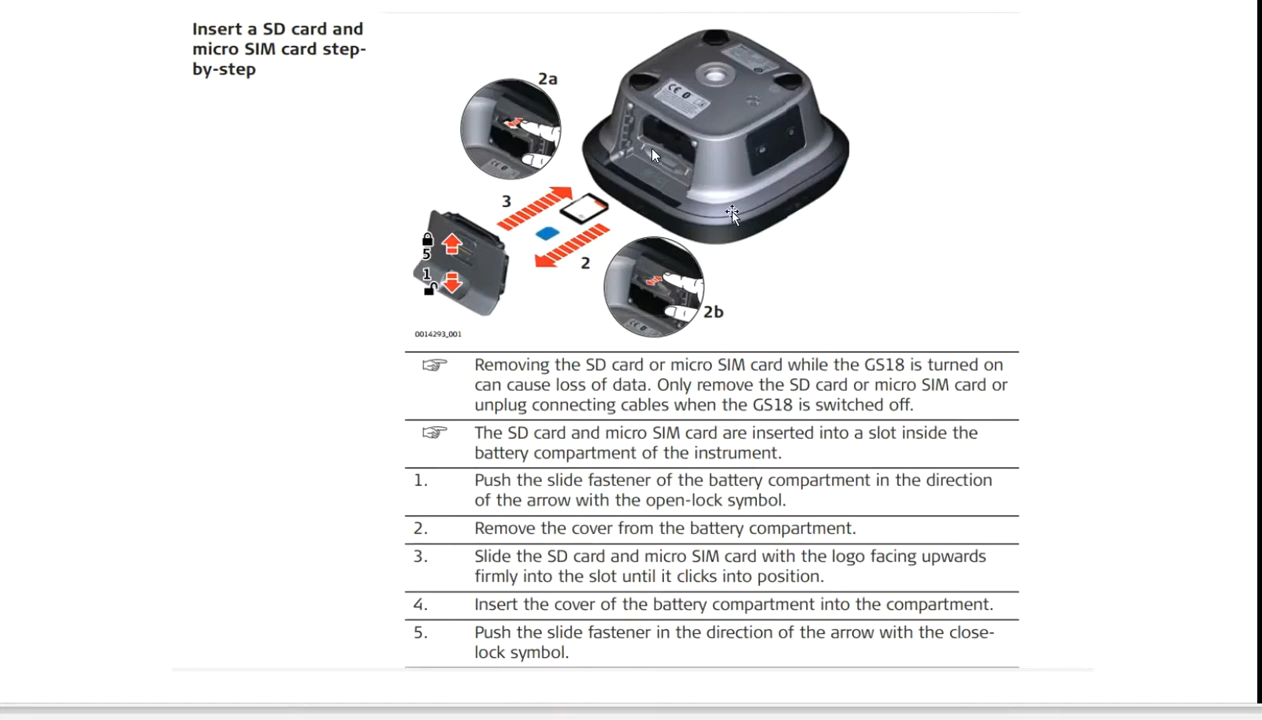 Insert a SD card and
micro SIM card step-
by-step
2a
3
2
5
1
2b
0014293_001
Removing the SD card or micro SIM card while the GS18 is turned on
can cause loss of data. Only remove the SD card or micro SIM card or
unplug connecting cables when the GS18 is switched off.
The SD card and micro SIM card are inserted into a slot inside the
battery compartment of the instrument.
1. Push the slide fastener of the battery compartment in the direction
of the arrow with the open-lock symbol.
2. Remove the cover from the battery compartment.
3. Slide the SD card and micro SIM card with the logo facing upwards
firmly into the slot until it clicks into position.
4. Insert the cover of the battery compartment into the compartment.
5. Push the slide fastener in the direction of the arrow with the close-
lock symbol.